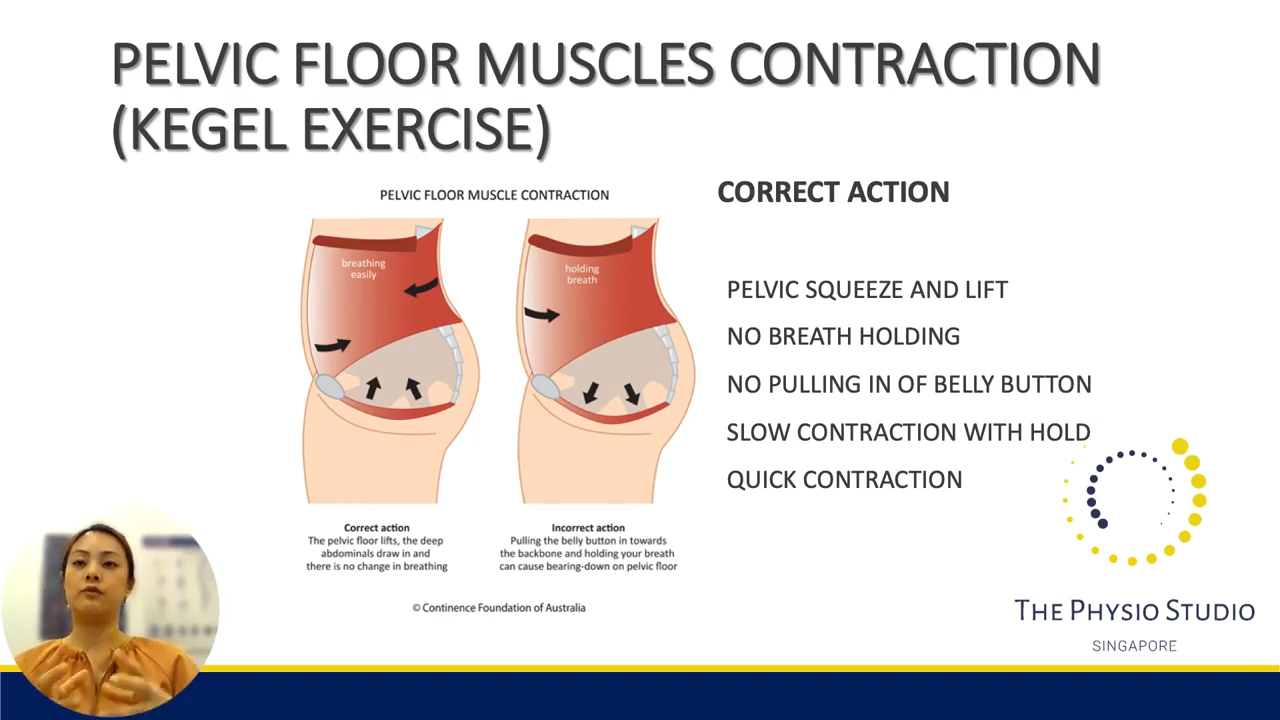 PELVIC FLOOR MUSCLES CONTRACTION
(KEGEL EXERCISE)
PELVIC FLOOR MUSCLE CONTRACTION
breathing
easily
holding
breath
Correct action
The pelvic floor lifts, the deep
abdominals draw in and
there is no change in breathing
Incorrect action
Pulling the belly button in towards
the backbone and holding your breath
can cause bearing-down on pelvic floor
© Continence Foundation of Australia
CORRECT ACTION
PELVIC SQUEEZE AND LIFT
NO BREATH HOLDING
NO PULLING IN OF BELLY BUTTON
SLOW CONTRACTION WITH HOLD
QUICK CONTRACTION
THE PHYSIO STUDIO
SINGAPORE